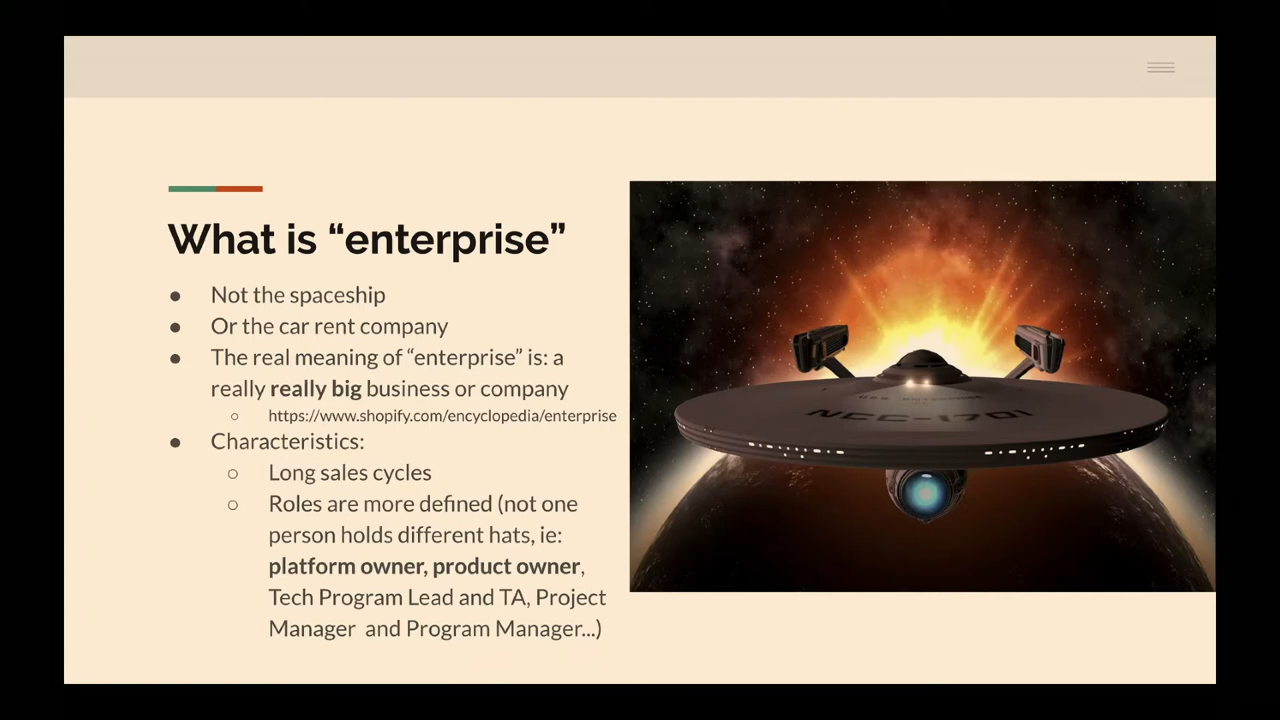 What is “enterprise”
● Not the spaceship
● Or the car rent company
● The real meaning of “enterprise” is: a
really really big business or company
○ https://www.shopify.com/encyclopedia/enterprise
● Characteristics:
○ Long sales cycles
○ Roles are more defined (not one
person holds different hats, ie:
platform owner, product owner,
Tech Program Lead and TA, Project
Manager and Program Manager...)
U.S.S. ENTERPRISE
NCC-1701